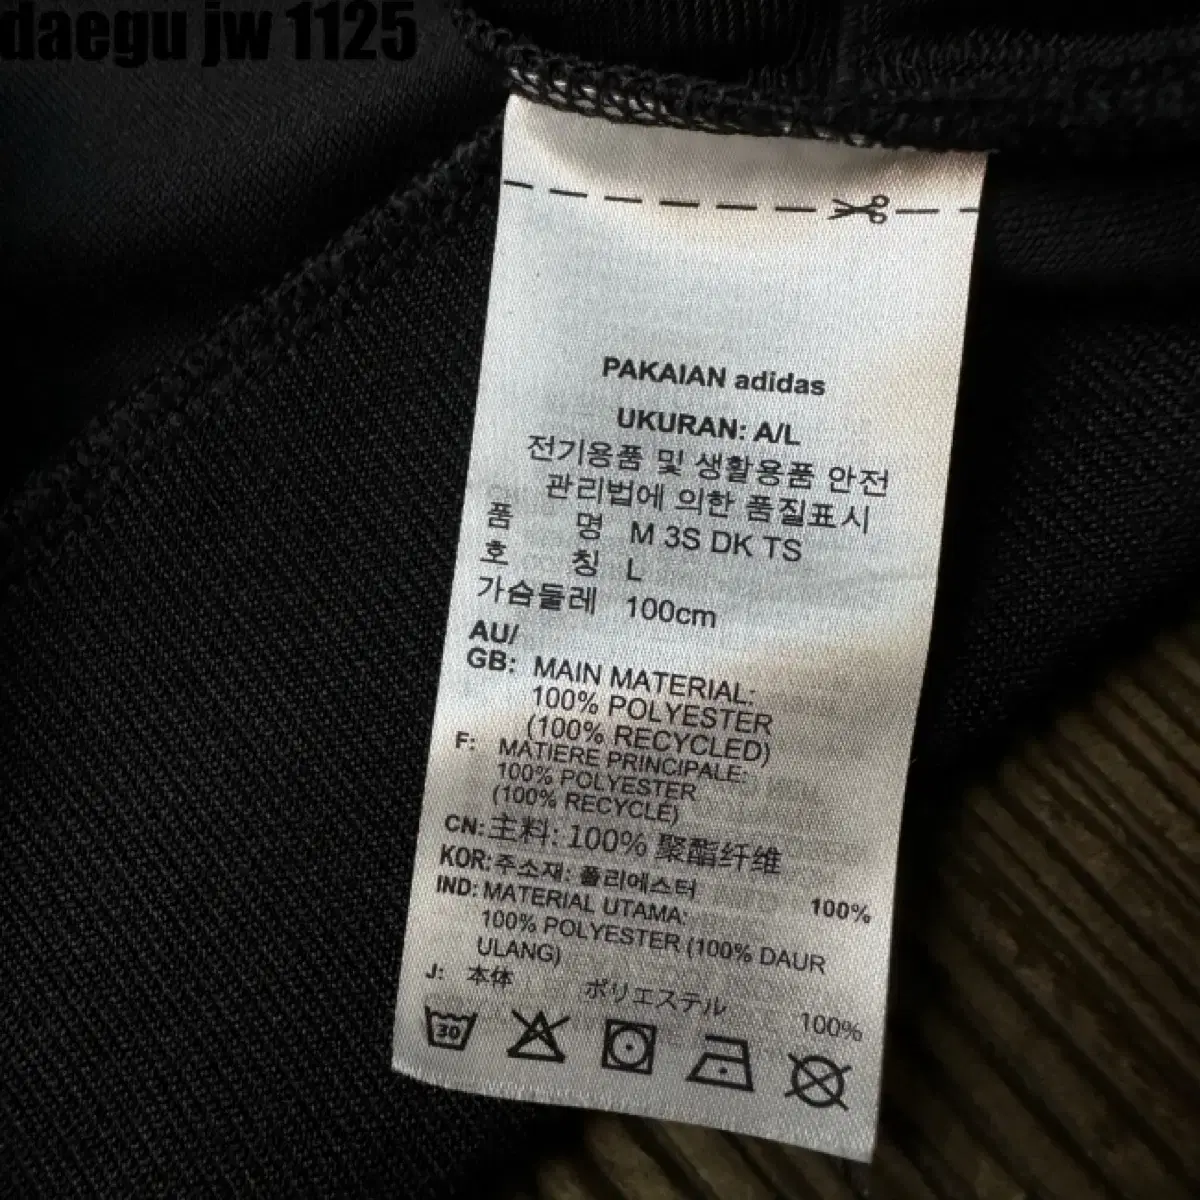 daegu jw 1125
PAKAIAN adidas
UKURAN: A/L
전기용품 및 생활용품 안전
관리법에 의한 품질표시
품 명 M 3S DK TS
호 칭 L
가슴둘레 100cm
AU/
GB: MAIN MATERIAL:
100% POLYESTER
(100% RECYCLED)
F: MATIERE PRINCIPALE:
100% POLYESTER
(100% RECYCLE)
CN: 主料: 100% 聚酯纤维
KOR: 주소재: 폴리에스터 100%
IND: MATERIAL UTAMA:
100% POLYESTER (100% DAUR
ULANG)
J: 本体 ポリエステル 100%
30